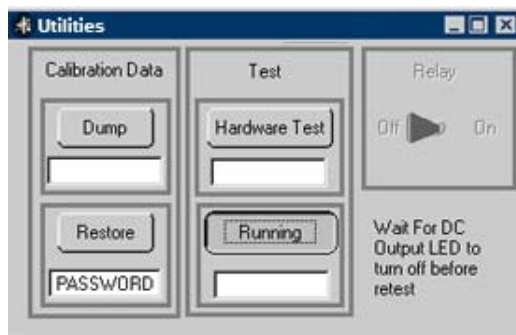 Utilities
Calibration Data
Dump
Restore
PASSWORD
Test
Hardware Test
Running
Relay
Off
On
Wait For DC
Output LED to
turn off before
retest